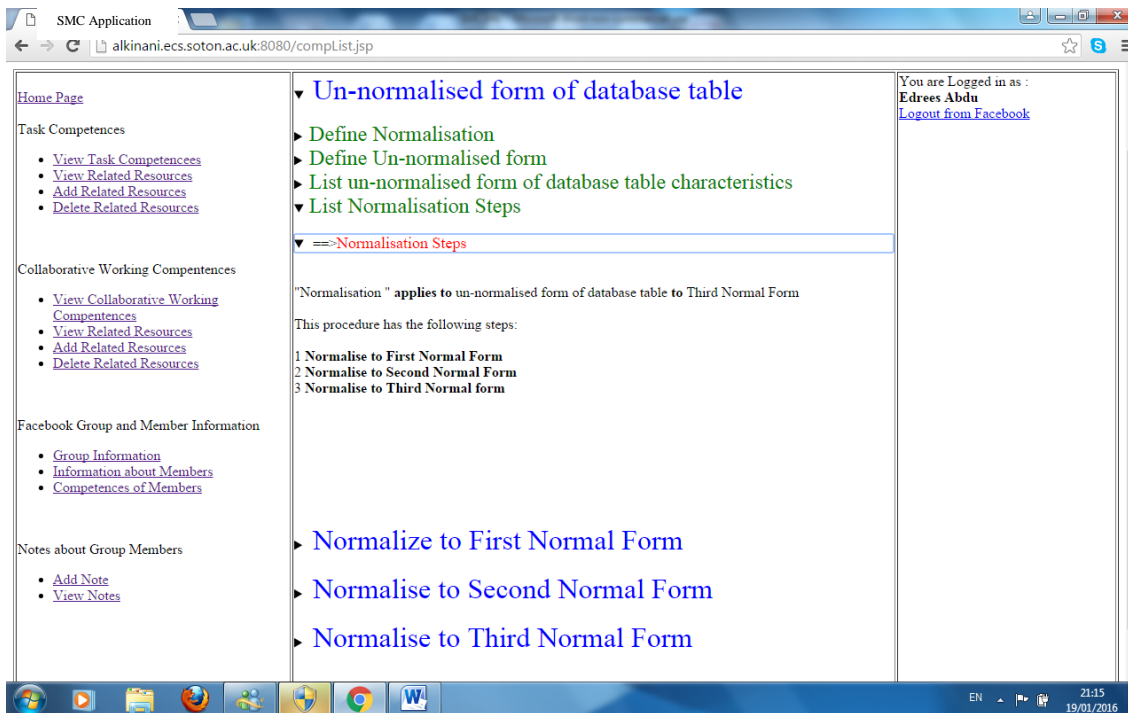 SMC Application
alkinani.ecs.soton.ac.uk:8080/compList.jsp
Home Page
Task Competences
View Task Competencees
View Related Resources
Add Related Resources
Delete Related Resources
Collaborative Working Compentences
View Collaborative Working
Compentences
View Related Resources
Add Related Resources
Delete Related Resources
Facebook Group and Member Information
Group Information
Information about Members
Competences of Members
Notes about Group Members
Add Note
View Notes
Un-normalised form of database table
Define Normalisation
Define Un-normalised form
List un-normalised form of database table characteristics
List Normalisation Steps
==>Normalisation Steps
"Normalisation " applies to un-normalised form of database table to Third Normal Form
This procedure has the following steps:
1 Normalise to First Normal Form
2 Normalise to Second Normal Form
3 Normalise to Third Normal form
Normalize to First Normal Form
Normalise to Second Normal Form
Normalise to Third Normal Form
You are Logged in as :
Edrees Abdu
Logout from Facebook
EN
21:15
19/01/2016